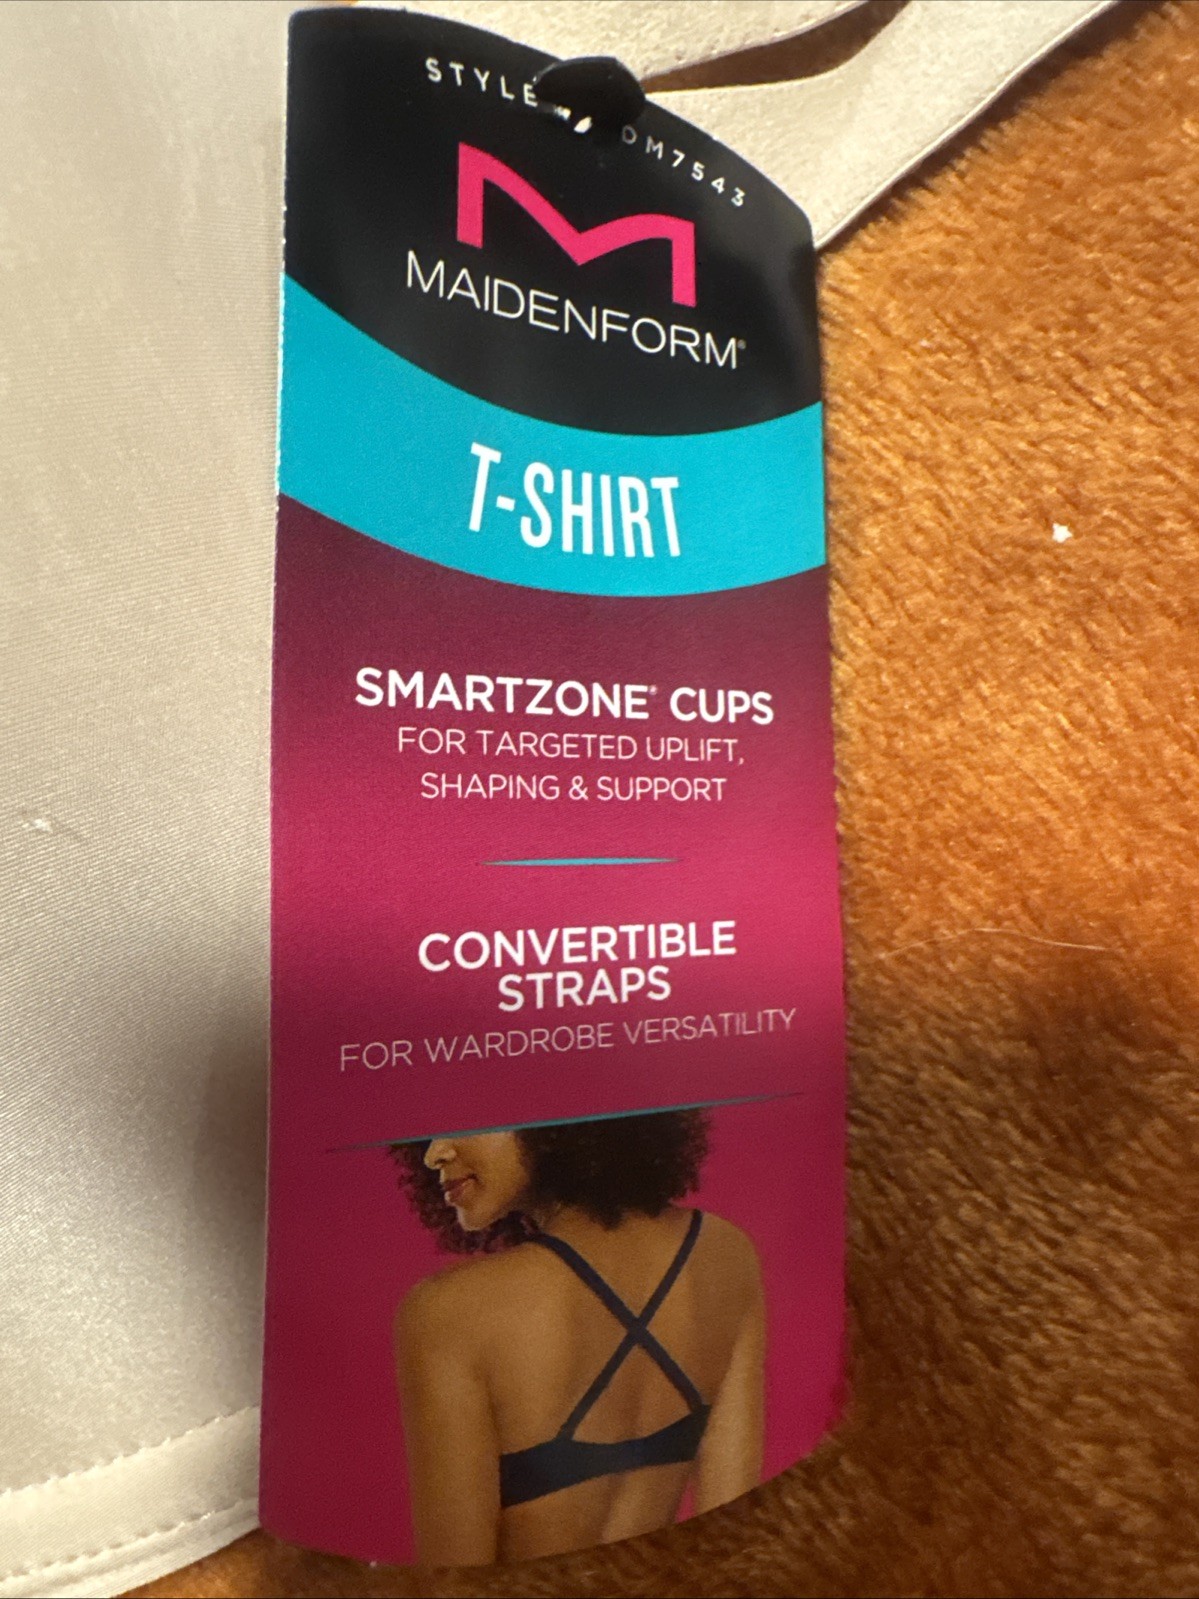 STYLE DM7543
MAIDENFORM®
T-SHIRT
SMARTZONE® CUPS
FOR TARGETED UPLIFT,
SHAPING & SUPPORT
CONVERTIBLE
STRAPS
FOR WARDROBE VERSATILITY